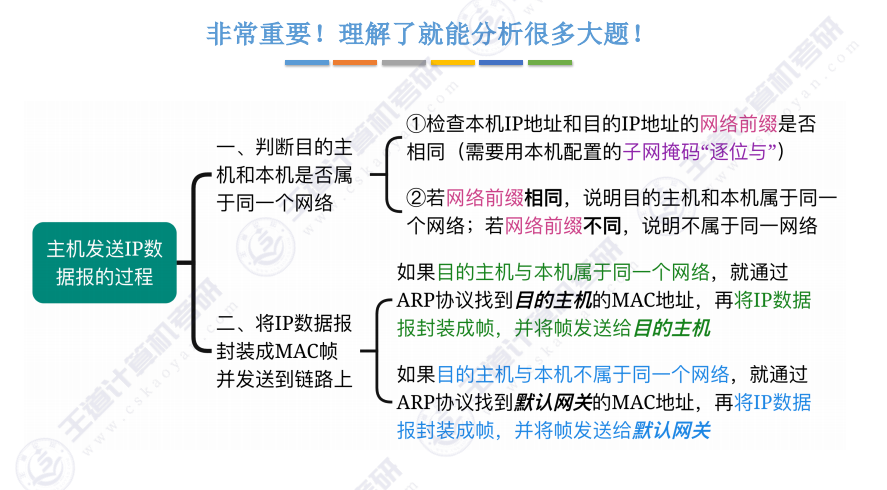 非常重要！理解了就能分析很多大题！
主机发送IP数
据报的过程
一、判断目的主
机和本机是否属
于同一个网络
①检查本机IP地址和目的IP地址的网络前缀是否
相同（需要用本机配置的子网掩码“逐位与”）
②若网络前缀相同，说明目的主机和本机属于同一
个网络；若网络前缀不同，说明不属于同一网络
二、将IP数据报
封装成MAC帧
并发送到链路上
如果目的主机与本机属于同一个网络，就通过
ARP协议找到目的主机的MAC地址，再将IP数据
报封装成帧，并将帧发送给目的主机
如果目的主机与本机不属于同一个网络，就通过
ARP协议找到默认网关的MAC地址，再将IP数据
报封装成帧，并将帧发送给默认网关
王道计算机考研
www.cskaoyan.com